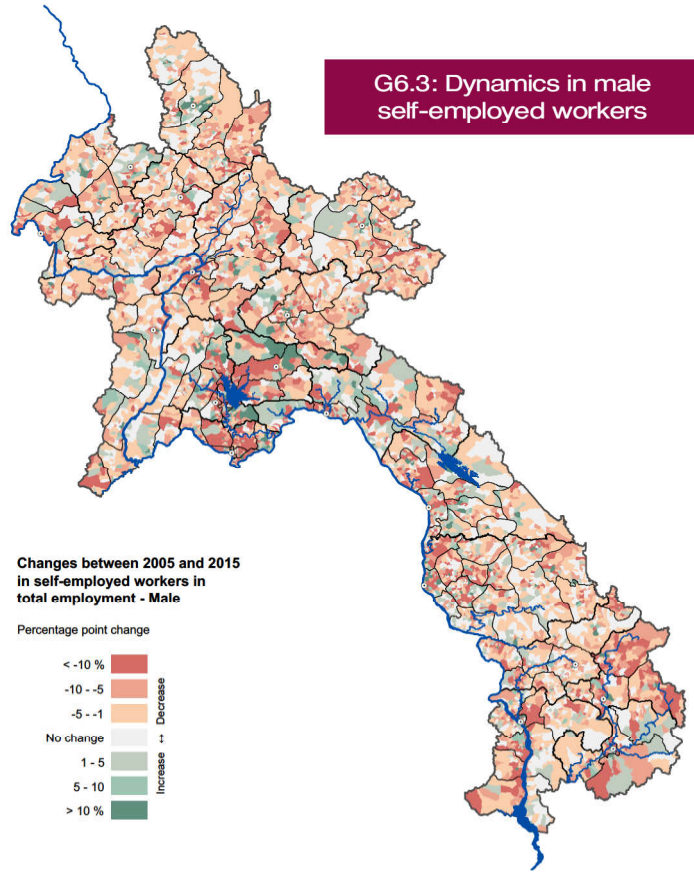 G6.3: Dynamics in male
self-employed workers
Changes between 2005 and 2015
in self-employed workers in
total employment - Male
Percentage point change
< -10 %
-10 - -5
-5 - -1
No change
1 - 5
5 - 10
> 10 %
Decrease
↔
Increase